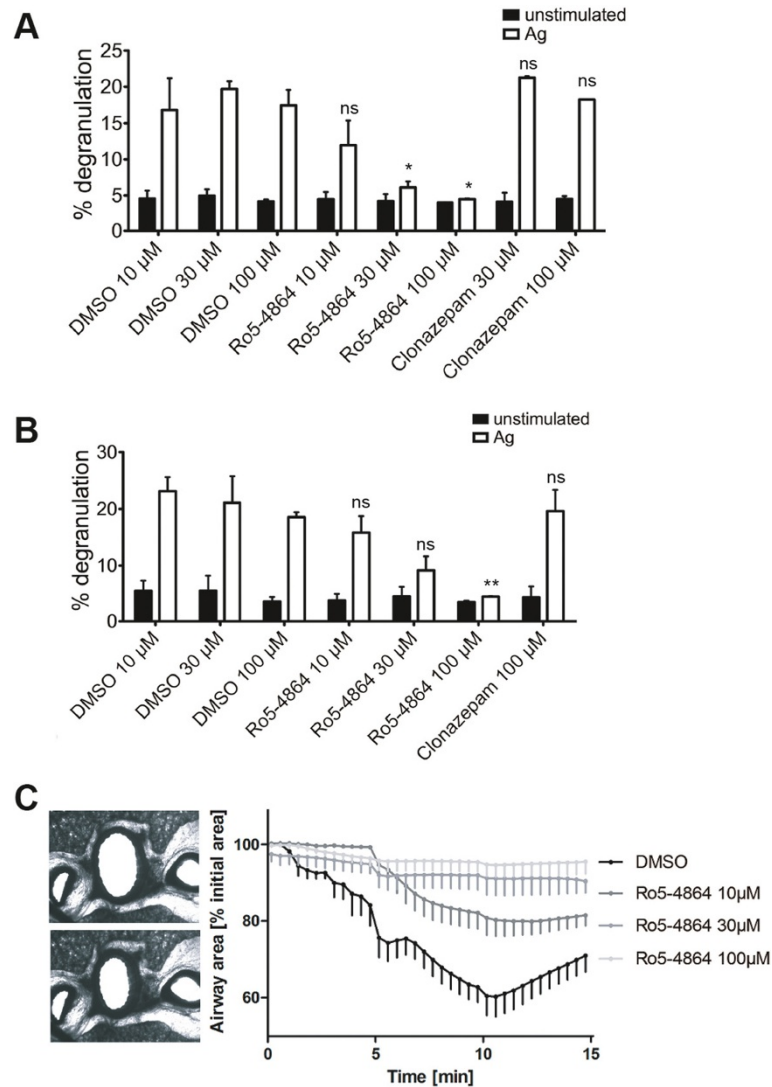 A
unstimulated
Ag
% degranulation
25
20
15
10
5
0
ns
*
*
ns
ns
DMSO 10 µM
DMSO 30 µM
DMSO 100 µM
Ro5-4864 10 µM
Ro5-4864 30 µM
Ro5-4864 100 µM
Clonazepam 30 µM
Clonazepam 100 µM
B
unstimulated
Ag
% degranulation
30
20
10
0
ns
ns
**
ns
DMSO 10 µM
DMSO 30 µM
DMSO 100 µM
Ro5-4864 10 µM
Ro5-4864 30 µM
Ro5-4864 100 µM
Clonazepam 100 µM
C
Airway area [% initial area]
100
80
60
0 5 10 15
Time [min]
DMSO
Ro5-4864 10µM
Ro5-4864 30µM
Ro5-4864 100µM